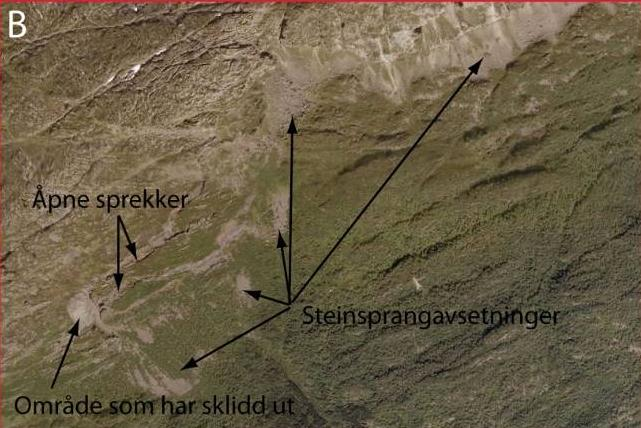 B
Åpne sprekker
Steinsprangavsetninger
Område som har sklidd ut